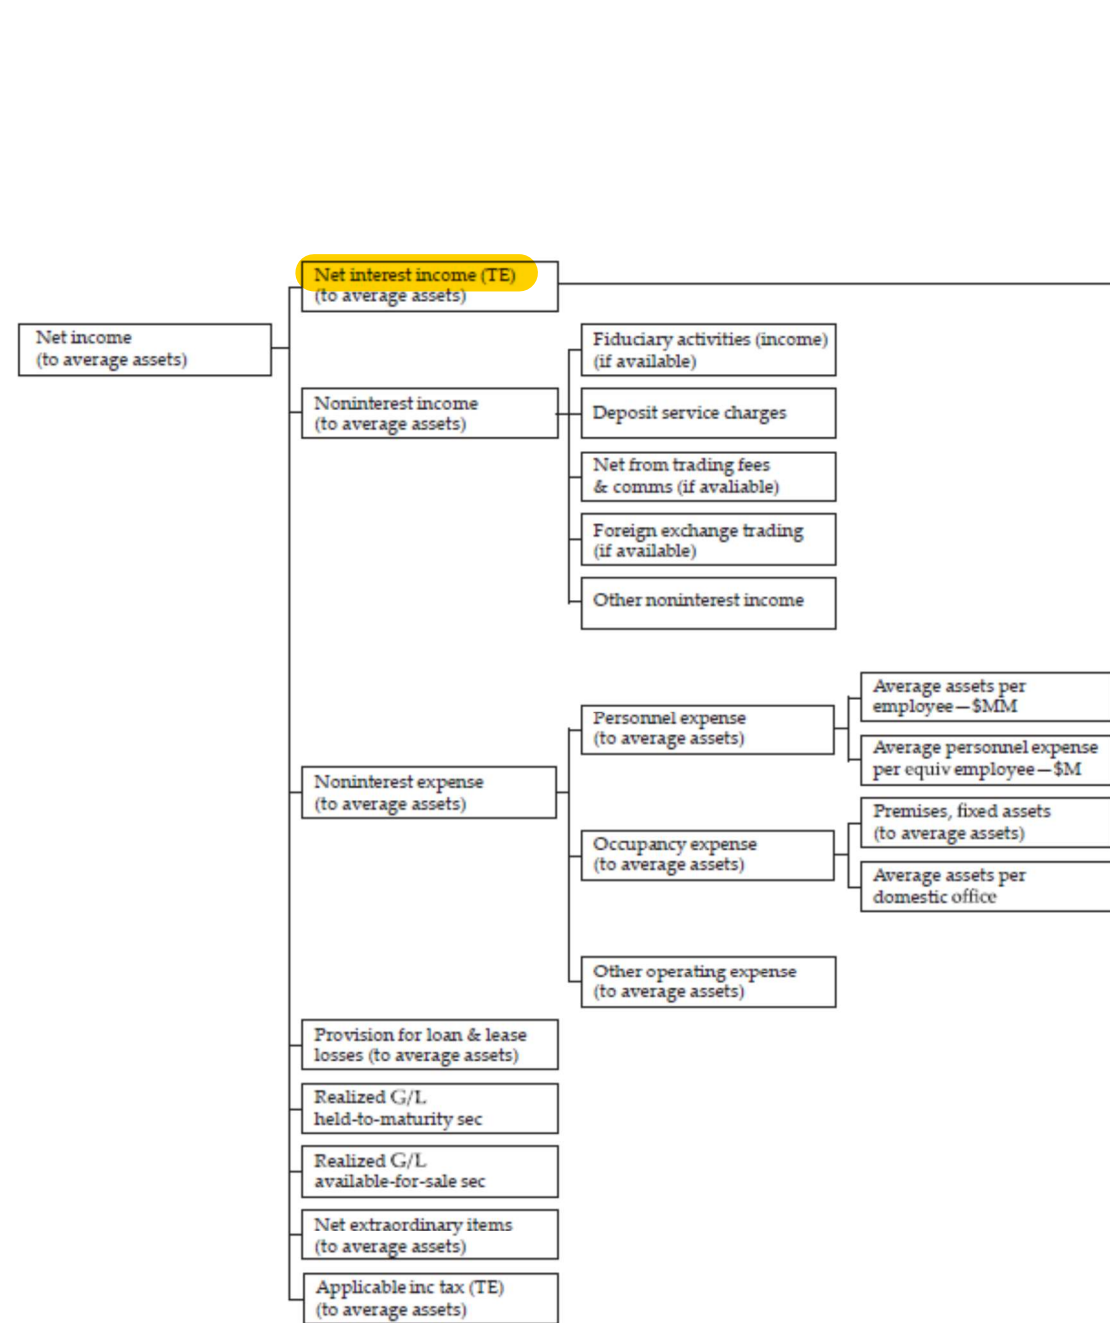 Net interest income (TE)
(to average assets)
Net income
(to average assets)
Noninterest income
(to average assets)
Fiduciary activities (income)
(if available)
Deposit service charges
Net from trading fees
& comms (if avaliable)
Foreign exchange trading
(if available)
Other noninterest income
Noninterest expense
(to average assets)
Personnel expense
(to average assets)
Average assets per
employee—$MM
Average personnel expense
per equiv employee—$M
Occupancy expense
(to average assets)
Premises, fixed assets
(to average assets)
Average assets per
domestic office
Other operating expense
(to average assets)
Provision for loan & lease
losses (to average assets)
Realized G/L
held-to-maturity sec
Realized G/L
available-for-sale sec
Net extraordinary items
(to average assets)
Applicable inc tax (TE)
(to average assets)